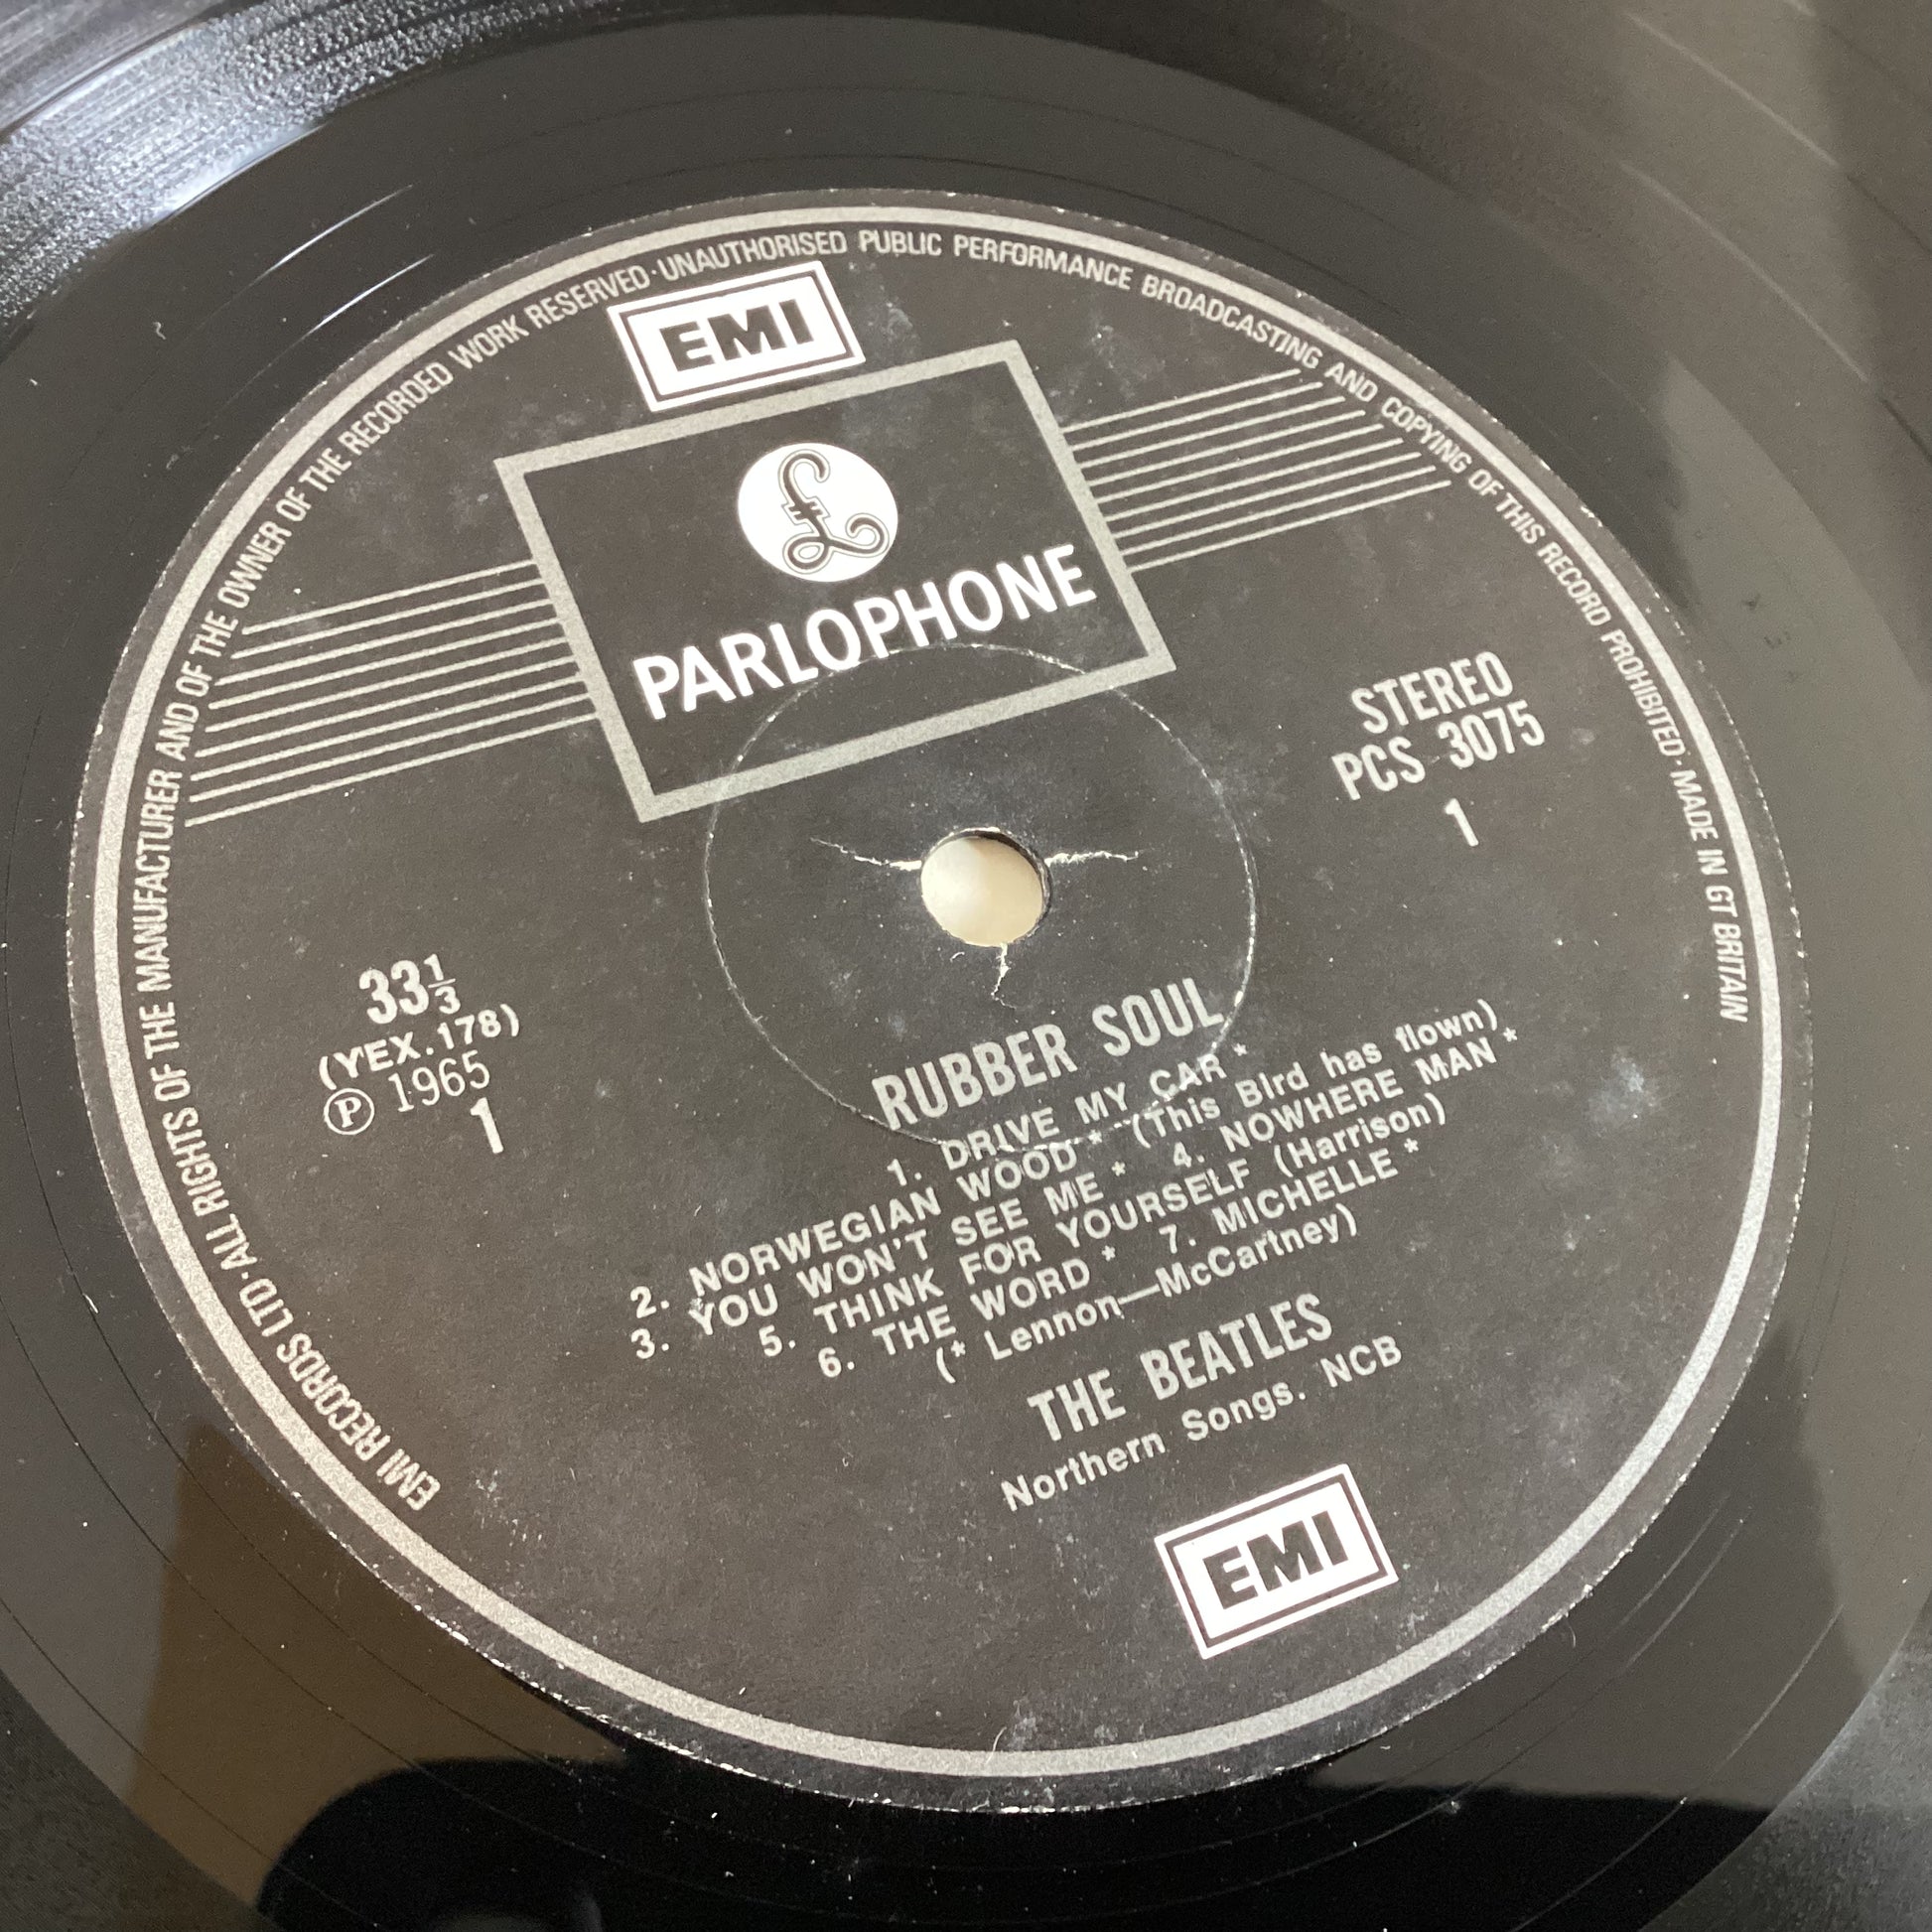 EMI RECORDS LTD·ALL RIGHTS OF THE MANUFACTURER AND OF THE OWNER OF THE RECORDED WORK RESERVED·UNAUTHORISED PUBLIC PERFORMANCE BROADCASTING AND COPYING OF THIS RECORD PROHIBITED·MADE IN GT BRITAIN
EMI
£
PARLOPHONE
STEREO
PCS 3075
1
33⅓
(YEX.178)
Ⓟ 1965
1
RUBBER SOUL
1. DRIVE MY CAR *
2. NORWEGIAN WOOD * (This Bird has flown)
3. YOU WON'T SEE ME * 4. NOWHERE MAN *
5. THINK FOR YOURSELF (Harrison)
6. THE WORD * 7. MICHELLE *
(* Lennon—McCartney)
THE BEATLES
Northern Songs. NCB
EMI